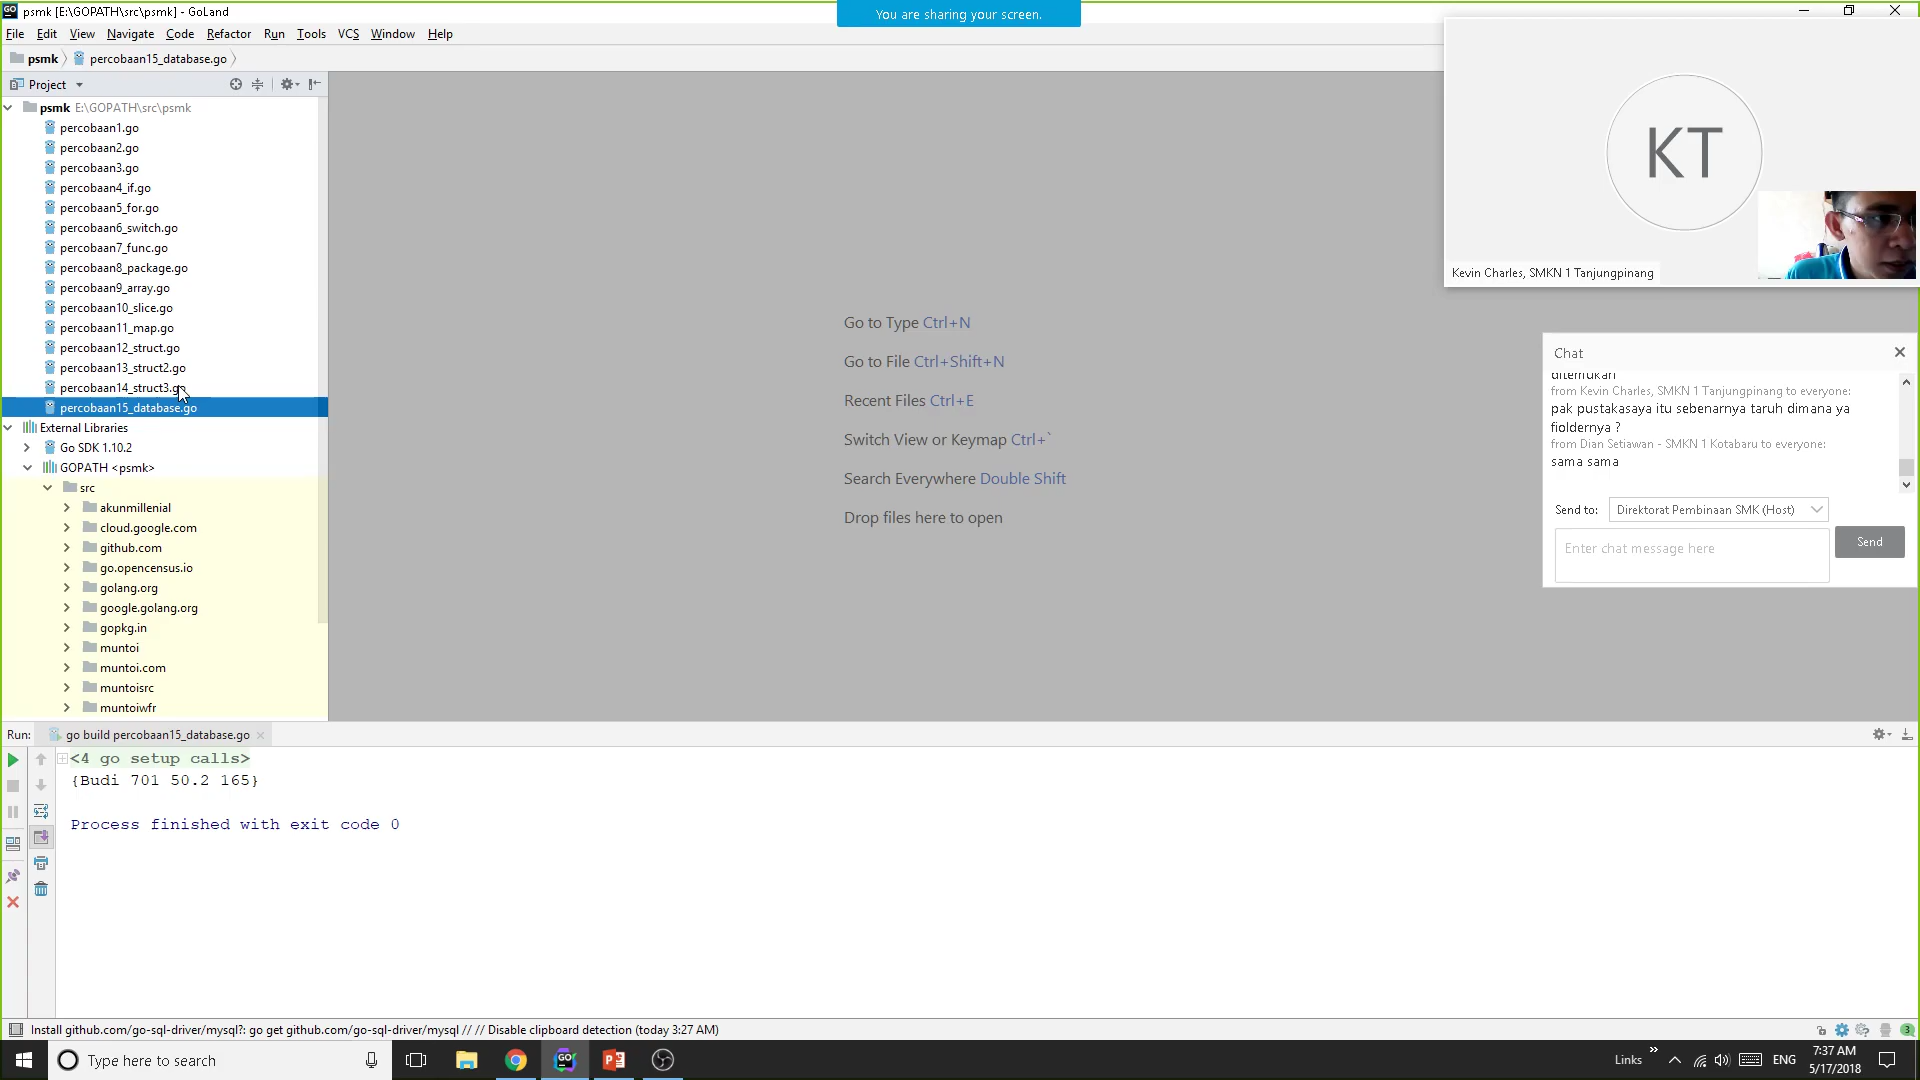 GO psmk [E:\GOPATH\src\psmk] - GoLand
You are sharing your screen.
File Edit View Navigate Code Refactor Run Tools VCS Window Help
psmk percobaan15_database.go
Project
psmk E:\GOPATH\src\psmk
percobaan1.go
percobaan2.go
percobaan3.go
percobaan4_if.go
percobaan5_for.go
percobaan6_switch.go
percobaan7_func.go
percobaan8_package.go
percobaan9_array.go
percobaan10_slice.go
percobaan11_map.go
percobaan12_struct.go
percobaan13_struct2.go
percobaan14_struct3.go
percobaan15_database.go
External Libraries
Go SDK 1.10.2
GOPATH <psmk>
src
akunmillenial
cloud.google.com
github.com
go.opencensus.io
golang.org
google.golang.org
gopkg.in
muntoi
muntoi.com
muntoisrc
muntoiwfr
Go to Type Ctrl+N
Go to File Ctrl+Shift+N
Recent Files Ctrl+E
Switch View or Keymap Ctrl+`
Search Everywhere Double Shift
Drop files here to open
KT
Kevin Charles, SMKN 1 Tanjungpinang
Chat
ditemukan
from Kevin Charles, SMKN 1 Tanjungpinang to everyone:
pak pustakasaya itu sebenarnya taruh dimana ya
fioldernya ?
from Dian Setiawan - SMKN 1 Kotabaru to everyone:
sama sama
Send to: Direktorat Pembinaan SMK (Host)
Enter chat message here
Send
Run: go build percobaan15_database.go
<4 go setup calls>
{Budi 701 50.2 165}
Process finished with exit code 0
Install github.com/go-sql-driver/mysql?: go get github.com/go-sql-driver/mysql // // Disable clipboard detection (today 3:27 AM)
3
Type here to search
GO
Links
ENG
7:37 AM
5/17/2018